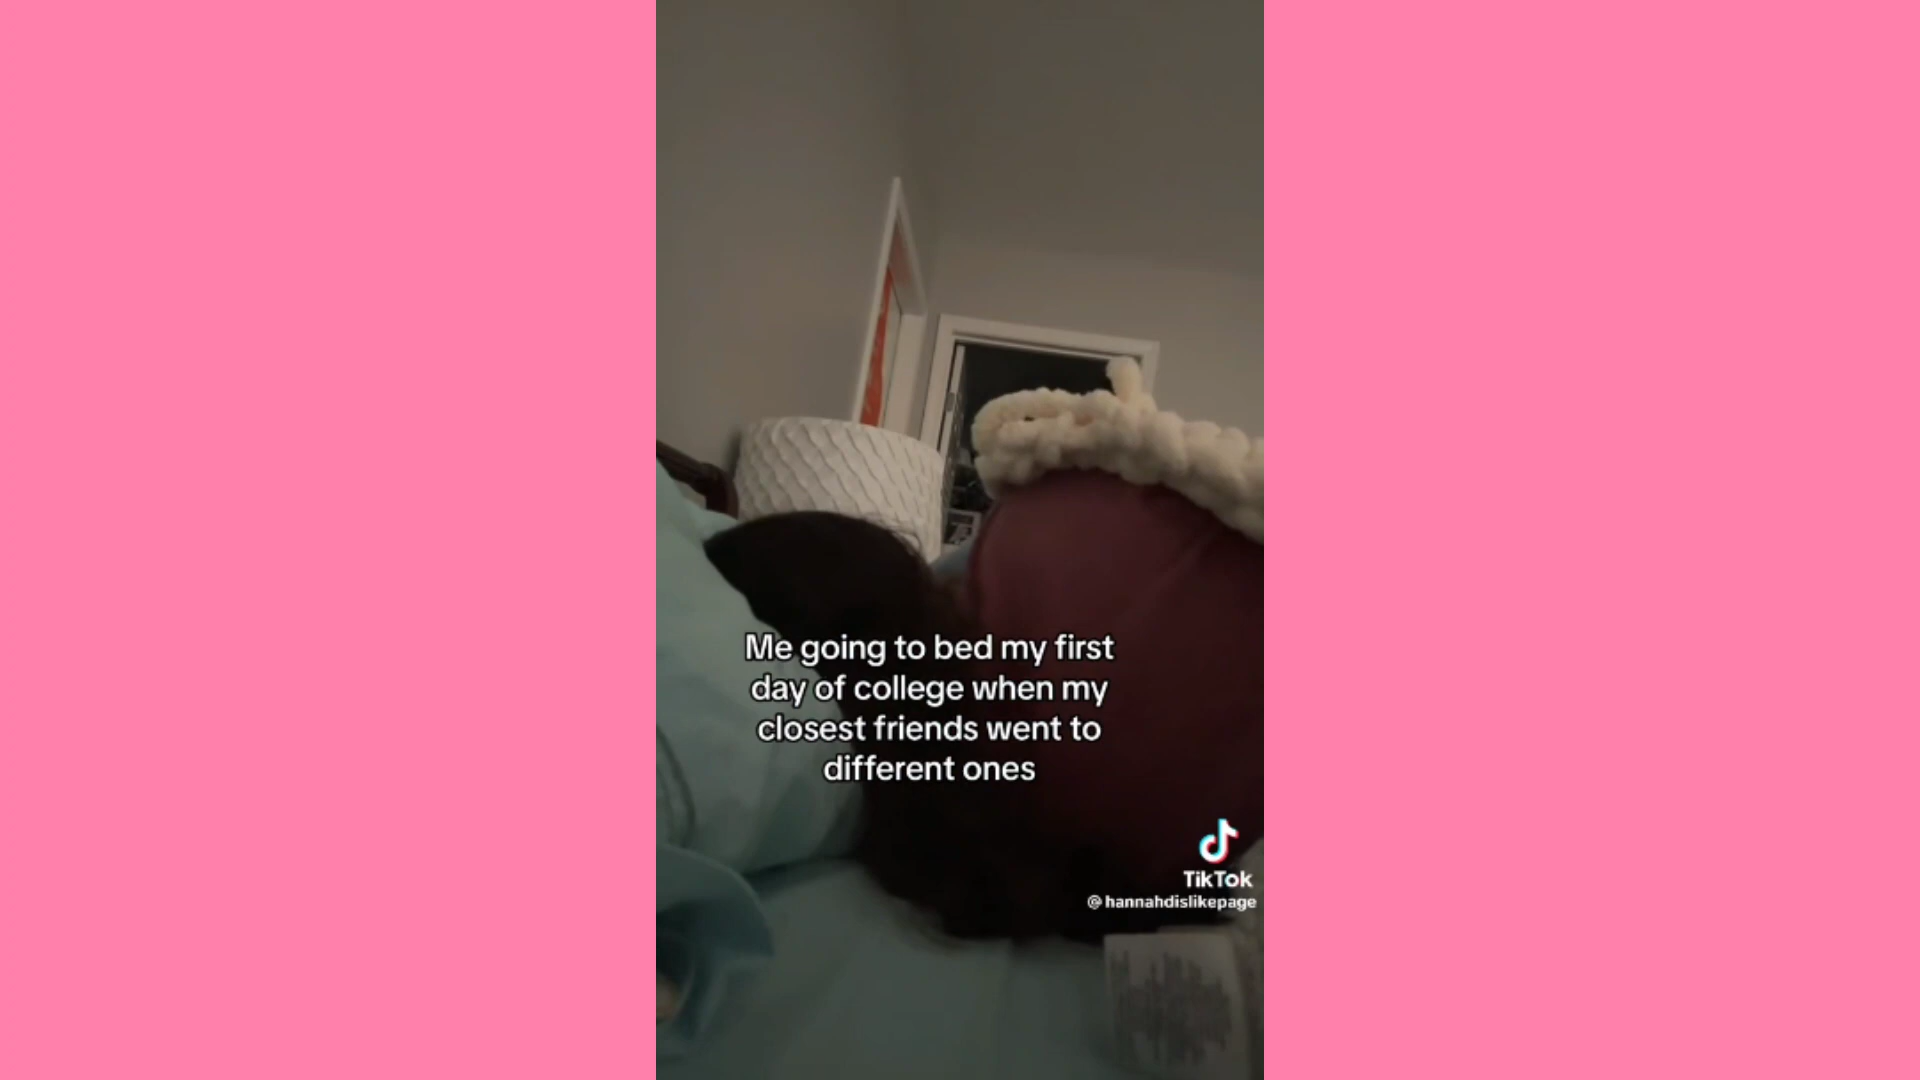 Me going to bed my first
day of college when my
closest friends went to
different ones
TikTok
@hannahdislikepage